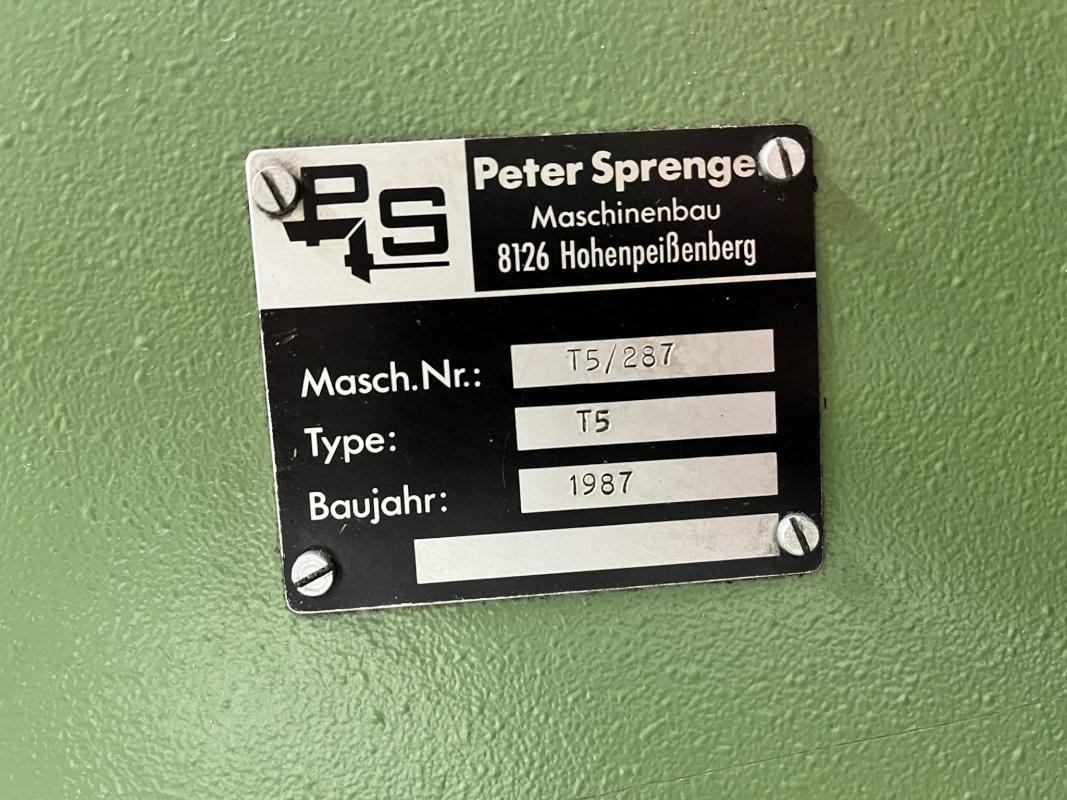 PS
Peter Sprenge
Maschinenbau
8126 Hohenpeißenberg
Masch.Nr.: T5/287
Type: T5
Baujahr: 1987